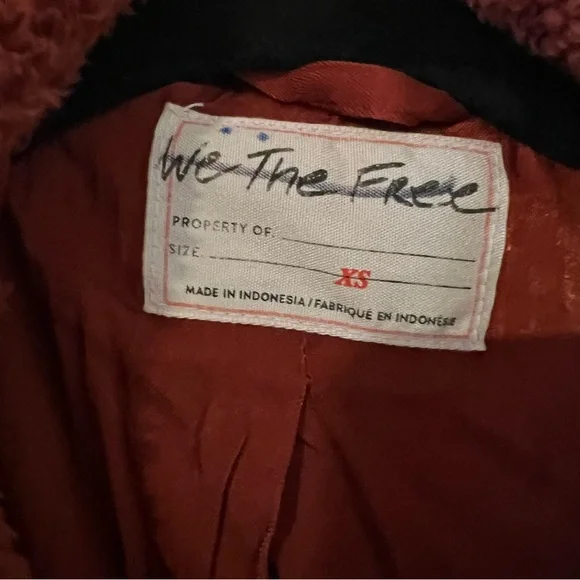 We The Free
PROPERTY OF.
SIZE. XS
MADE IN INDONESIA/FABRIQUÉ EN INDONÉSIE